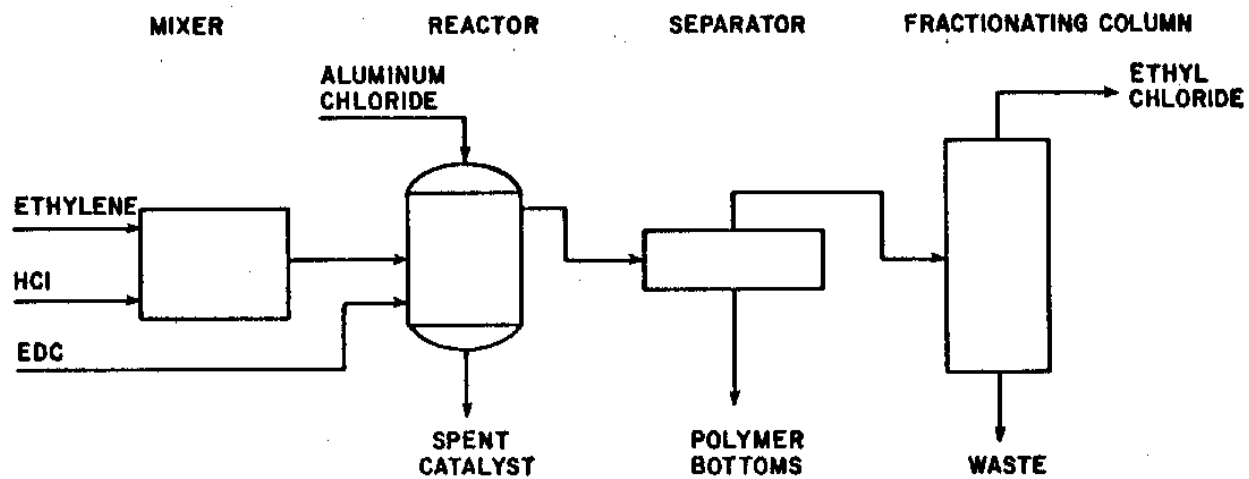 MIXER
REACTOR
SEPARATOR
FRACTIONATING COLUMN
ALUMINUM
CHLORIDE
ETHYL
CHLORIDE
ETHYLENE
HCl
EDC
SPENT
CATALYST
POLYMER
BOTTOMS
WASTE